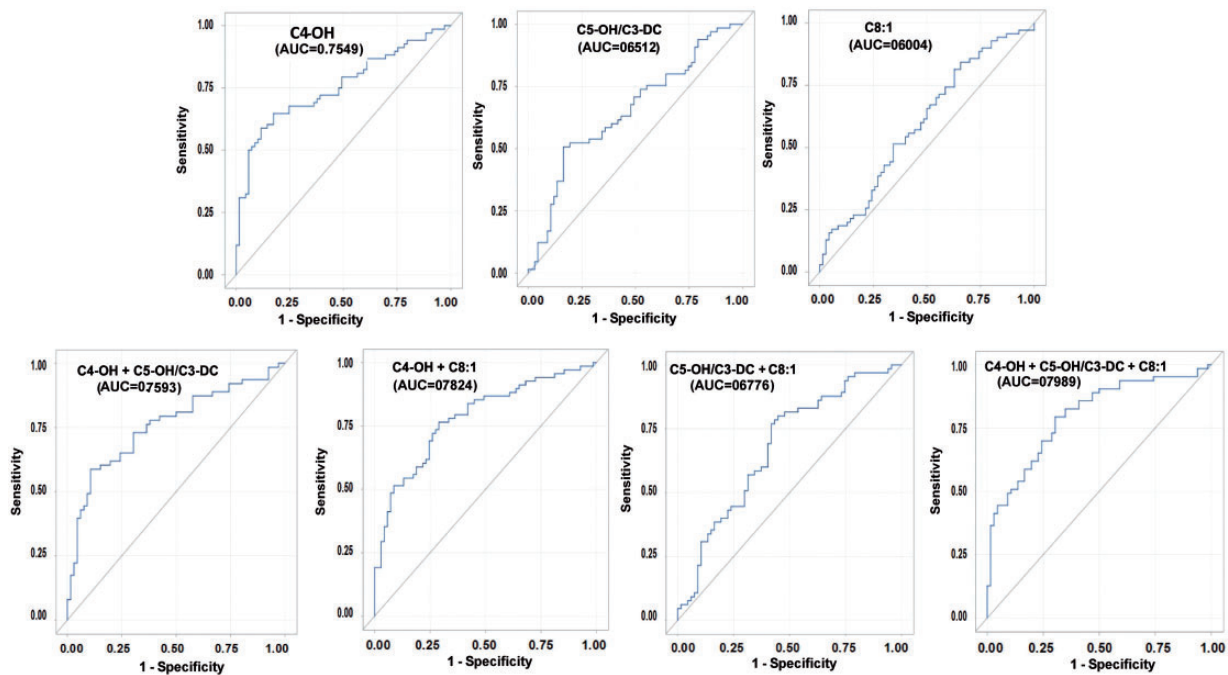 C4-OH
(AUC=0.7549)
1.00
0.75
0.50
0.25
0.00
Sensitivity
0.00 0.25 0.50 0.75 1.00
1 - Specificity
C5-OH/C3-DC
(AUC=06512)
1.00
0.75
0.50
0.25
0.00
Sensitivity
0.00 0.25 0.50 0.75 1.00
1 - Specificity
C8:1
(AUC=06004)
1.00
0.75
0.50
0.25
0.00
Sensitivity
0.00 0.25 0.50 0.75 1.00
1 - Specificity
C4-OH + C5-OH/C3-DC
(AUC=07593)
1.00
0.75
0.50
0.25
0.00
Sensitivity
0.00 0.25 0.50 0.75 1.00
1 - Specificity
C4-OH + C8:1
(AUC=07824)
1.00
0.75
0.50
0.25
0.00
Sensitivity
0.00 0.25 0.50 0.75 1.00
1 - Specificity
C5-OH/C3-DC + C8:1
(AUC=06776)
1.00
0.75
0.50
0.25
0.00
Sensitivity
0.00 0.25 0.50 0.75 1.00
1 - Specificity
C4-OH + C5-OH/C3-DC + C8:1
(AUC=07989)
1.00
0.75
0.50
0.25
0.00
Sensitivity
0.00 0.25 0.50 0.75 1.00
1 - Specificity